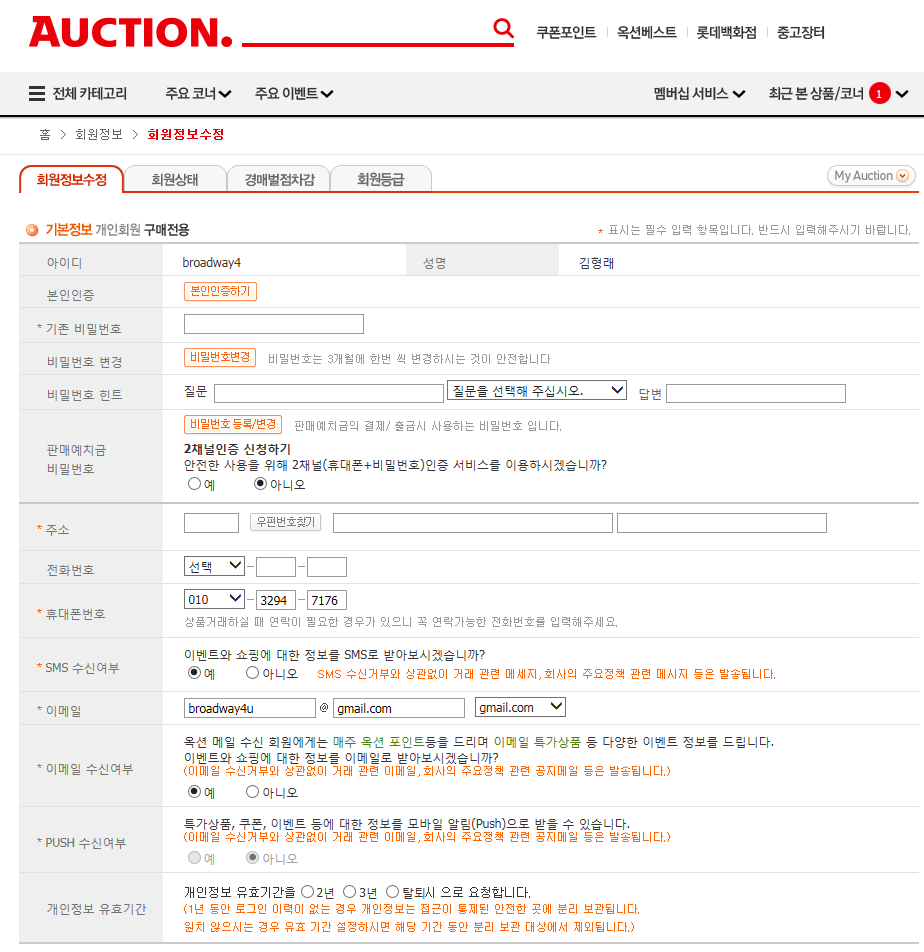 AUCTION.
쿠폰포인트 옥션베스트 롯데백화점 중고장터
전체 카테고리 주요 코너 주요 이벤트 멤버십 서비스 최근 본 상품/코너 1
홈 > 회원정보 > 회원정보수정
회원정보수정 회원상태 경매벌점차감 회원등급 My Auction
기본정보 개인회원 구매전용 * 표시는 필수 입력 항목입니다. 반드시 입력해주시기 바랍니다.
아이디 broadway4 성명 김형래
본인인증 본인인증하기
* 기존 비밀번호
비밀번호 변경 비밀번호변경 비밀번호는 3개월에 한번 씩 변경하시는 것이 안전합니다
비밀번호 힌트 질문 질문을 선택해 주십시오. 답변
판매예치금
비밀번호
비밀번호 등록/변경 판매예치금의 결제/ 출금시 사용하는 비밀번호 입니다.
2채널인증 신청하기
안전한 사용을 위해 2채널(휴대폰+비밀번호)인증 서비스를 이용하시겠습니까?
예 아니오
* 주소 우편번호찾기
전화번호 선택 - -
* 휴대폰번호 010 - 3294 - 7176
상품거래하실 때 연락이 필요한 경우가 있으니 꼭 연락가능한 전화번호를 입력해주세요.
* SMS 수신여부
이벤트와 쇼핑에 대한 정보를 SMS로 받아보시겠습니까?
예 아니오 SMS 수신거부와 상관없이 거래 관련 메세지, 회사의 주요정책 관련 메시지 등은 발송됩니다.
* 이메일 broadway4u @ gmail.com gmail.com
* 이메일 수신여부
옥션 메일 수신 회원에게는 매주 옥션 포인트등을 드리며 이메일 특가상품 등 다양한 이벤트 정보를 드립니다.
이벤트와 쇼핑에 대한 정보를 이메일로 받아보시겠습니까?
(이메일 수신거부와 상관없이 거래 관련 이메일, 회사의 주요정책 관련 공지메일 등은 발송됩니다.)
예 아니오
* PUSH 수신여부
특가상품, 쿠폰, 이벤트 등에 대한 정보를 모바일 알림(Push)으로 받을 수 있습니다.
(이메일 수신거부와 상관없이 거래 관련 이메일, 회사의 주요정책 관련 공지메일 등은 발송됩니다.)
예 아니오
개인정보 유효기간
개인정보 유효기간을 2년 3년 탈퇴시 으로 요청합니다.
(1년 동안 로그인 이력이 없는 경우 개인정보는 접근이 통제된 안전한 곳에 분리 보관됩니다.
원치 않으시는 경우 유효 기간 설정하시면 해당 기간 동안 분리 보관 대상에서 제외됩니다.)